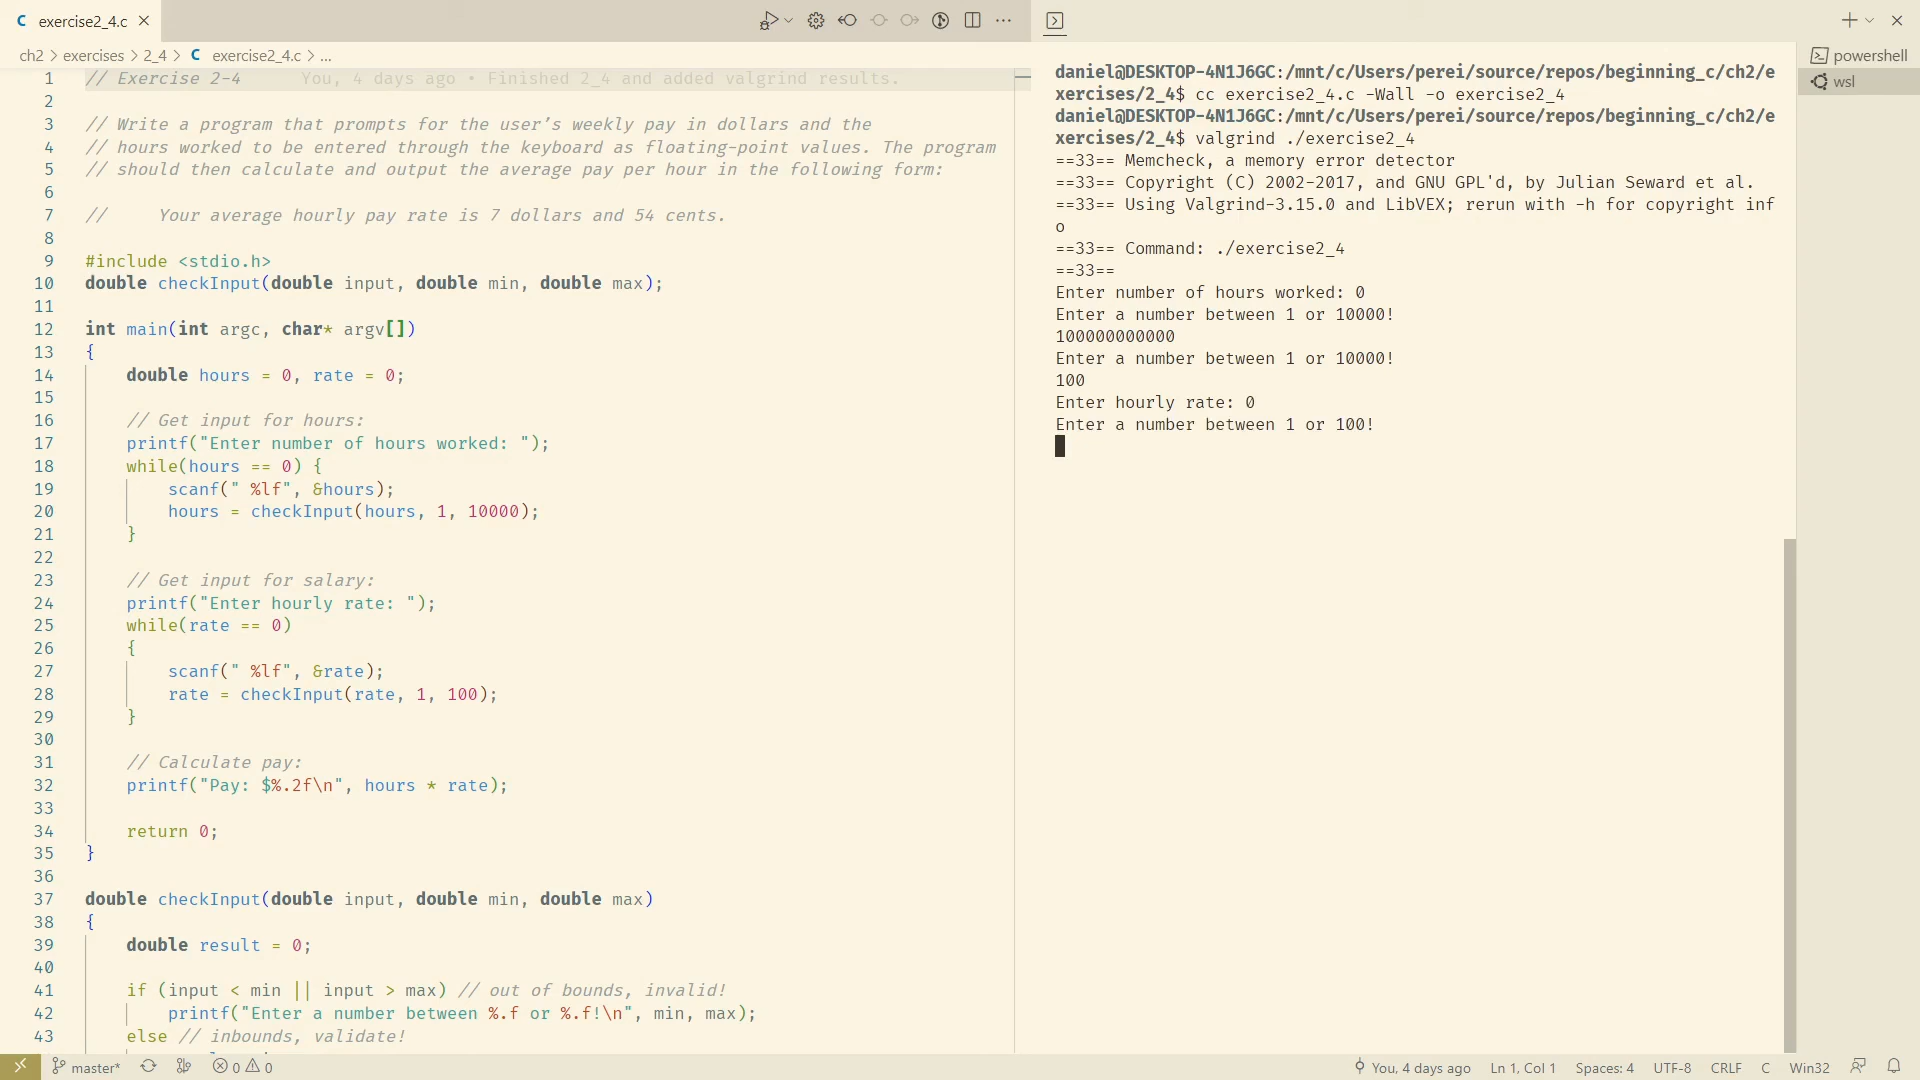 C exercise2_4.c
ch2 > exercises > 2_4 > C exercise2_4.c > ...
1 // Exercise 2-4 You, 4 days ago • Finished 2_4 and added valgrind results.
2
3 // Write a program that prompts for the user's weekly pay in dollars and the
4 // hours worked to be entered through the keyboard as floating-point values. The program
5 // should then calculate and output the average pay per hour in the following form:
6
7 // Your average hourly pay rate is 7 dollars and 54 cents.
8
9 #include <stdio.h>
10 double checkInput(double input, double min, double max);
11
12 int main(int argc, char* argv[])
13 {
14 double hours = 0, rate = 0;
15
16 // Get input for hours:
17 printf("Enter number of hours worked: ");
18 while(hours == 0) {
19 scanf(" %lf", &hours);
20 hours = checkInput(hours, 1, 10000);
21 }
22
23 // Get input for salary:
24 printf("Enter hourly rate: ");
25 while(rate == 0)
26 {
27 scanf(" %lf", &rate);
28 rate = checkInput(rate, 1, 100);
29 }
30
31 // Calculate pay:
32 printf("Pay: $%.2f\n", hours * rate);
33
34 return 0;
35 }
36
37 double checkInput(double input, double min, double max)
38 {
39 double result = 0;
40
41 if (input < min || input > max) // out of bounds, invalid!
42 printf("Enter a number between %.f or %.f!\n", min, max);
43 else // inbounds, validate!
daniel@DESKTOP-4N1J6GC:/mnt/c/Users/perei/source/repos/beginning_c/ch2/e
xercises/2_4$ cc exercise2_4.c -Wall -o exercise2_4
daniel@DESKTOP-4N1J6GC:/mnt/c/Users/perei/source/repos/beginning_c/ch2/e
xercises/2_4$ valgrind ./exercise2_4
==33== Memcheck, a memory error detector
==33== Copyright (C) 2002-2017, and GNU GPL'd, by Julian Seward et al.
==33== Using Valgrind-3.15.0 and LibVEX; rerun with -h for copyright inf
o
==33== Command: ./exercise2_4
==33==
Enter number of hours worked: 0
Enter a number between 1 or 10000!
100000000000
Enter a number between 1 or 10000!
100
Enter hourly rate: 0
Enter a number between 1 or 100!
powershell
wsl
master* 0 0 You, 4 days ago Ln 1, Col 1 Spaces: 4 UTF-8 CRLF C Win32